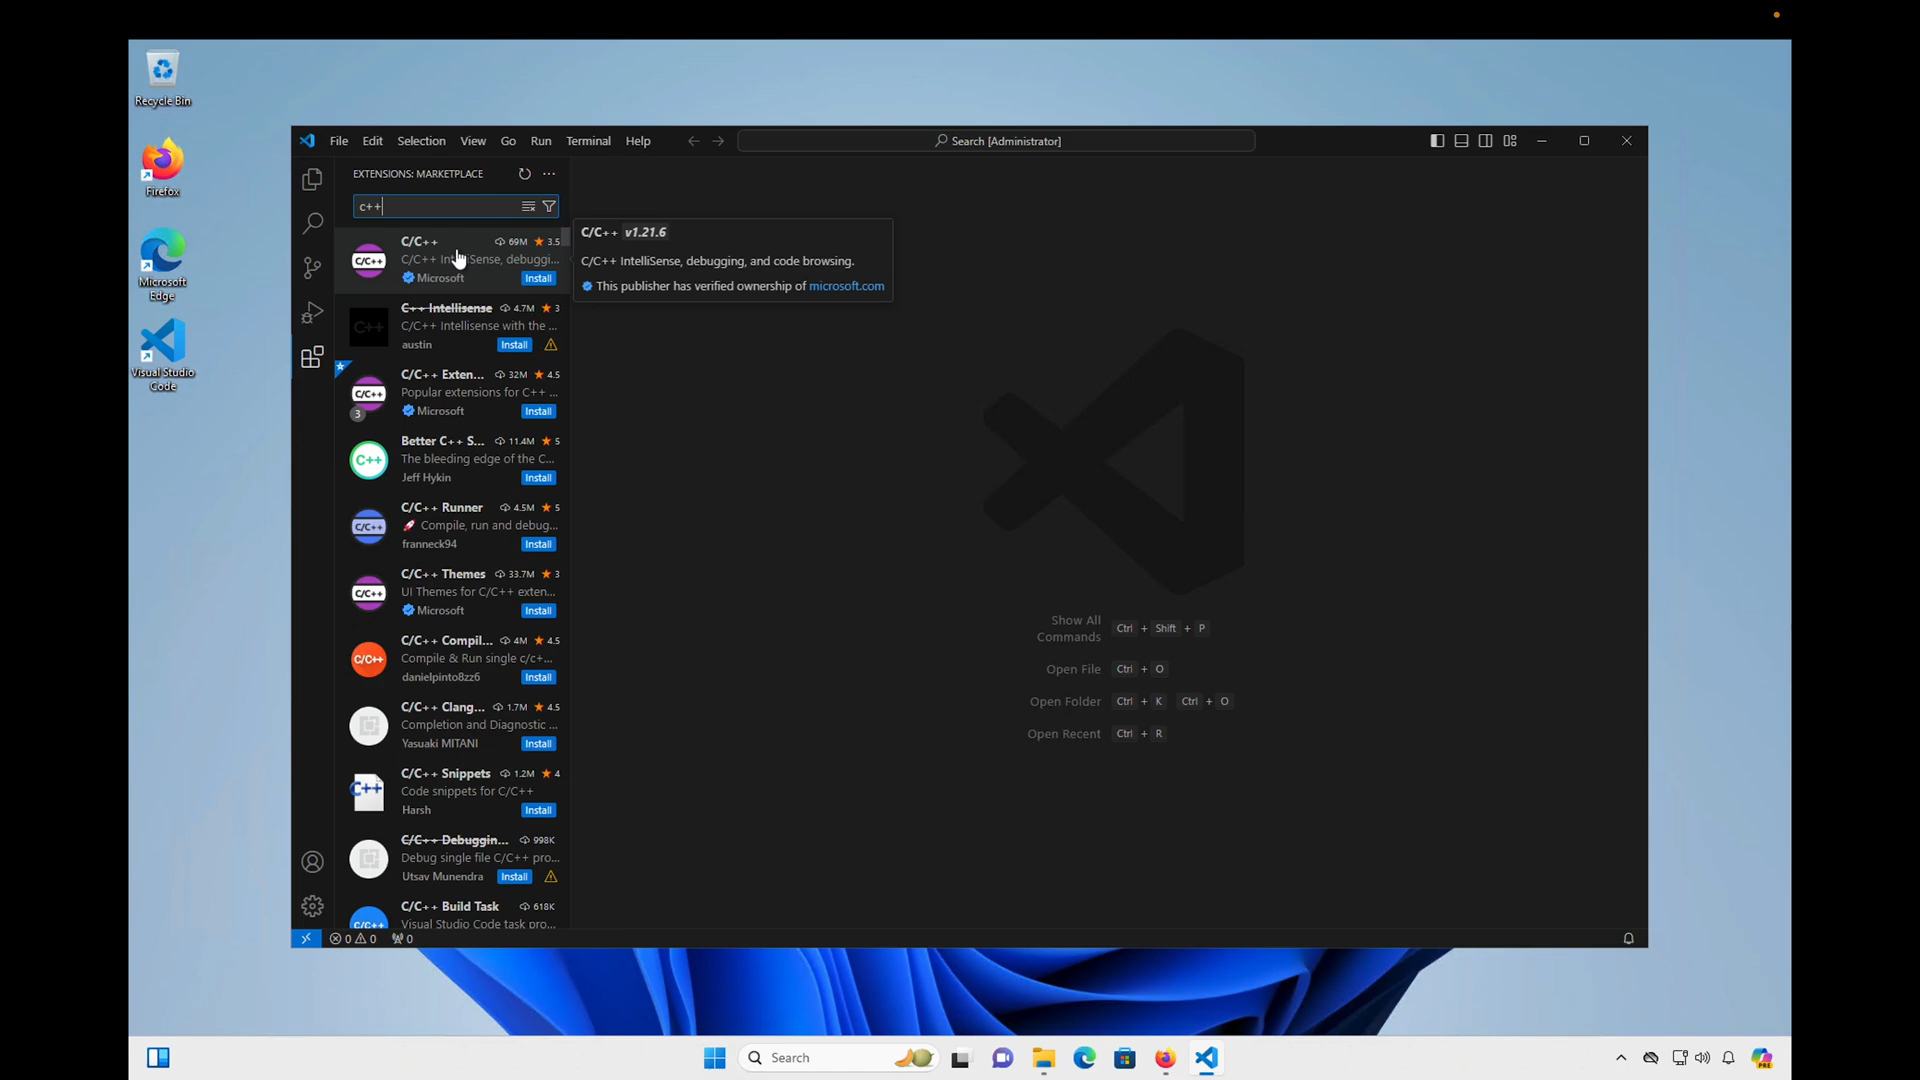 Recycle Bin
Firefox
Microsoft
Edge
Visual Studio
Code
File Edit Selection View Go Run Terminal Help
Search [Administrator]
EXTENSIONS: MARKETPLACE
c++
C/C++ 69M 3.5
C/C++ IntelliSense, debuggi...
Microsoft Install
C++ Intellisense 4.7M 3
C/C++ Intellisense with the ...
austin Install
C/C++ Exten... 32M 4.5
Popular extensions for C++ ...
3 Microsoft Install
Better C++ S... 11.4M 5
The bleeding edge of the C...
Jeff Hykin Install
C/C++ Runner 4.5M 5
Compile, run and debug...
franneck94 Install
C/C++ Themes 33.7M 3
UI Themes for C/C++ exten...
Microsoft Install
C/C++ Compil... 4M 4.5
Compile & Run single c/c+...
danielpinto8zz6 Install
C/C++ Clang... 1.7M 4.5
Completion and Diagnostic ...
Yasuaki MITANI Install
C/C++ Snippets 1.2M 4
Code snippets for C/C++
Harsh Install
C/C++ Debuggin... 998K
Debug single file C/C++ pro...
Utsav Munendra Install
C/C++ Build Task 618K
Visual Studio Code task pro...
C/C++
C++
C/C++
C++
C/C++
C/C++
C/C++
C++
C/C++
C/C++ v1.21.6
C/C++ IntelliSense, debugging, and code browsing.
This publisher has verified ownership of microsoft.com
Show All
Commands Ctrl + Shift + P
Open File Ctrl + O
Open Folder Ctrl + K Ctrl + O
Open Recent Ctrl + R
0 0 0
Search
PRE